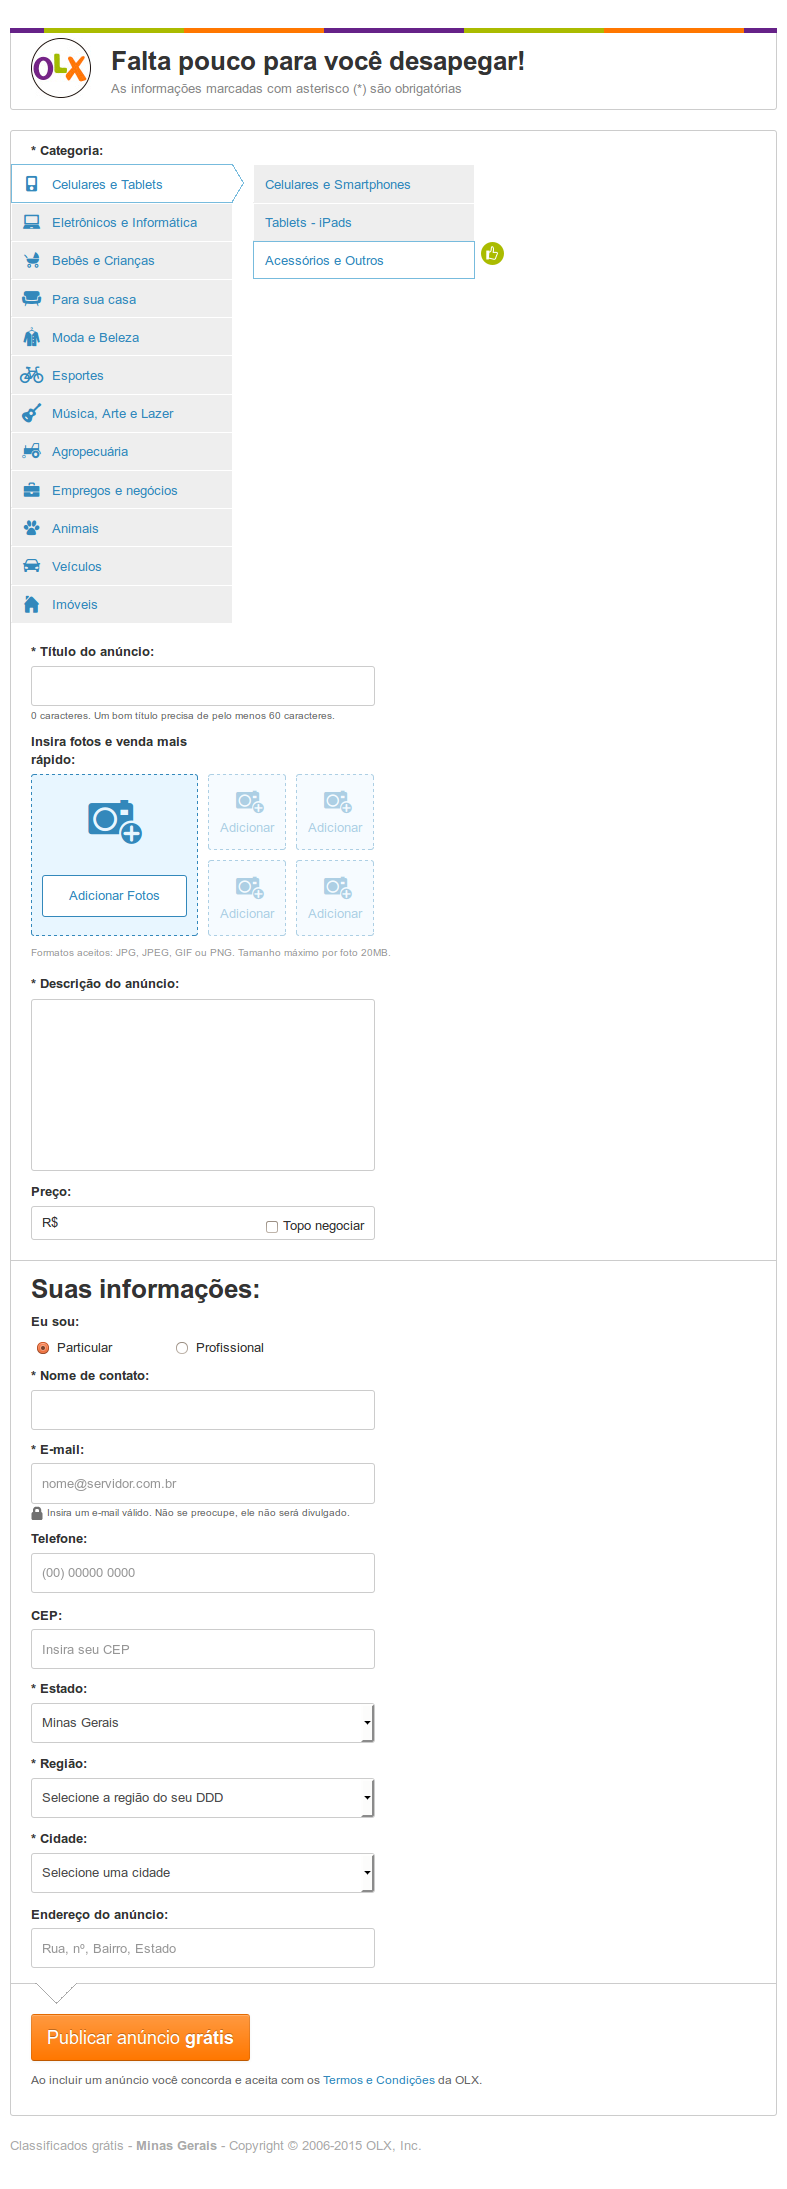 OLX
Falta pouco para você desapegar!
As informações marcadas com asterisco (*) são obrigatórias
* Categoria:
Celulares e Tablets
Eletrônicos e Informática
Bebês e Crianças
Para sua casa
Moda e Beleza
Esportes
Música, Arte e Lazer
Agropecuária
Empregos e negócios
Animais
Veículos
Imóveis
Celulares e Smartphones
Tablets - iPads
Acessórios e Outros
* Título do anúncio:
0 caracteres. Um bom título precisa de pelo menos 60 caracteres.
Insira fotos e venda mais
rápido:
Adicionar Fotos
Adicionar
Adicionar
Adicionar
Adicionar
Formatos aceitos: JPG, JPEG, GIF ou PNG. Tamanho máximo por foto 20MB.
* Descrição do anúncio:
Preço:
R$ Topo negociar
Suas informações:
Eu sou:
Particular Profissional
* Nome de contato:
* E-mail:
nome@servidor.com.br
Insira um e-mail válido. Não se preocupe, ele não será divulgado.
Telefone:
(00) 00000 0000
CEP:
Insira seu CEP
* Estado:
Minas Gerais
* Região:
Selecione a região do seu DDD
* Cidade:
Selecione uma cidade
Endereço do anúncio:
Rua, nº, Bairro, Estado
Publicar anúncio grátis
Ao incluir um anúncio você concorda e aceita com os Termos e Condições da OLX.
Classificados grátis - Minas Gerais - Copyright © 2006-2015 OLX, Inc.